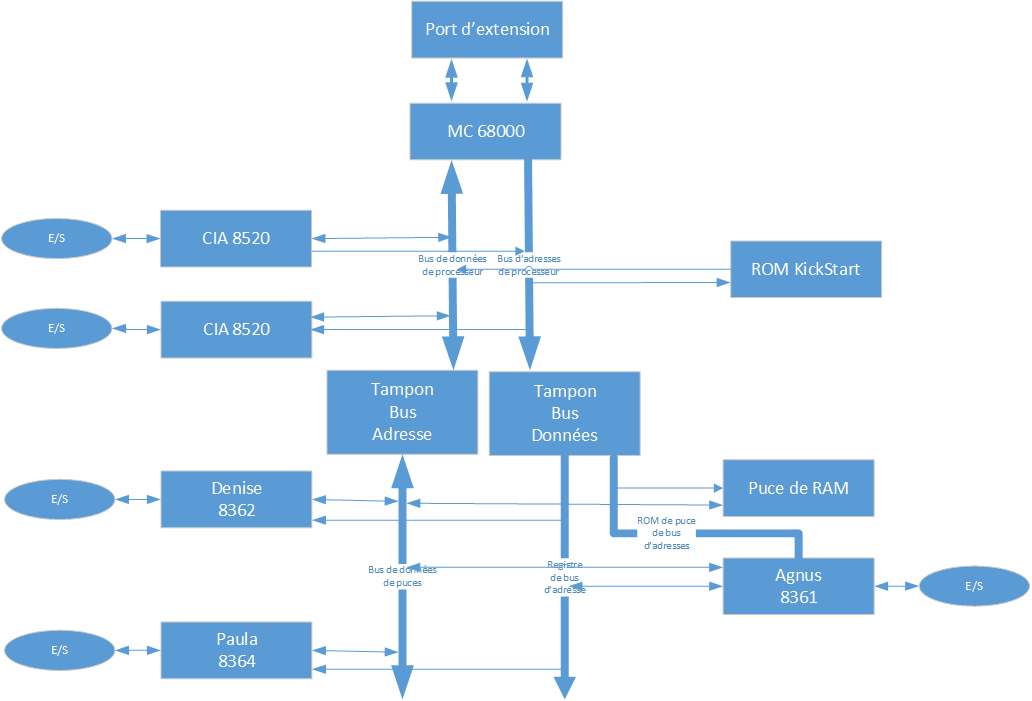 Port d’extension
MC 68000
E/S
CIA 8520
Bus de données
de processeur
Bus d’adresses
de processeur
ROM KickStart
E/S
CIA 8520
Tampon
Bus
Adresse
Tampon
Bus
Données
E/S
Denise
8362
Puce de RAM
ROM de puce
de bus
d’adresses
Bus de données
de puces
Registre
de bus
d’adresse
Agnus
8361
E/S
E/S
Paula
8364